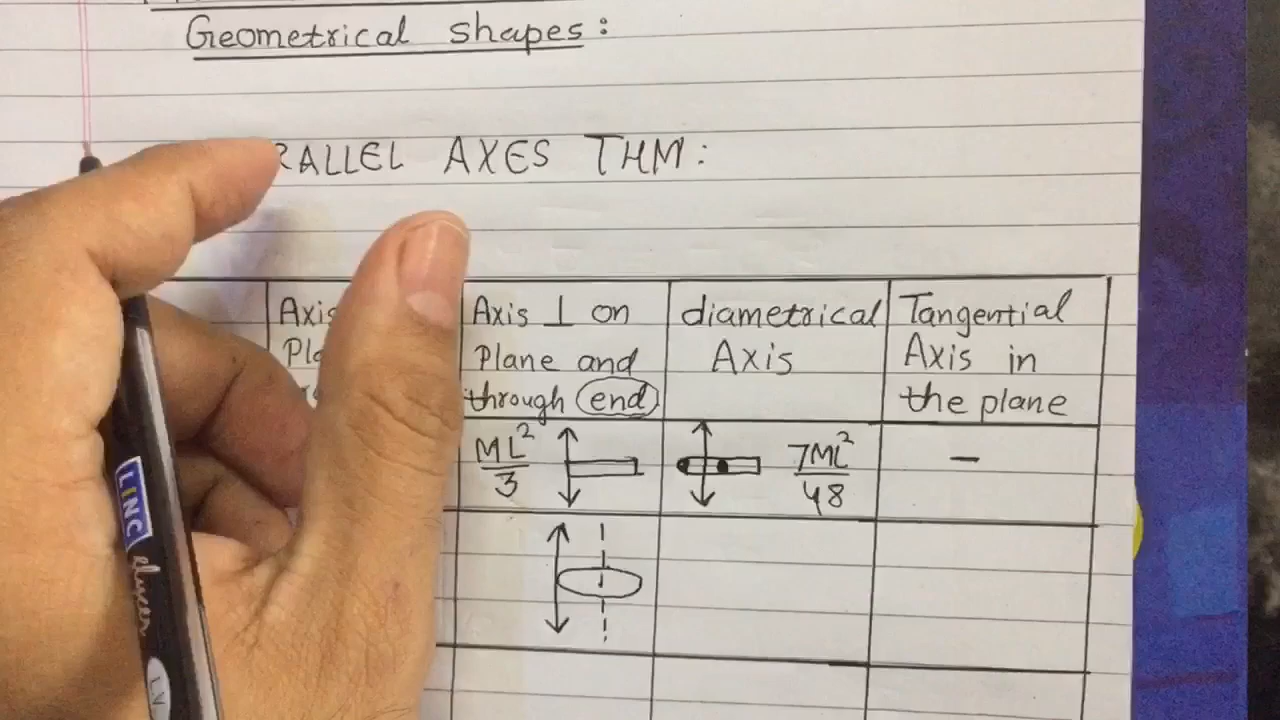 Geometrical shapes:
RALLEL AXES THM:
Axis ⊥ on
Plane and
through end
diametrical
Axis
Tangential
Axis in
the plane
Axis
ML²
3
7ML²
48
–
LINC